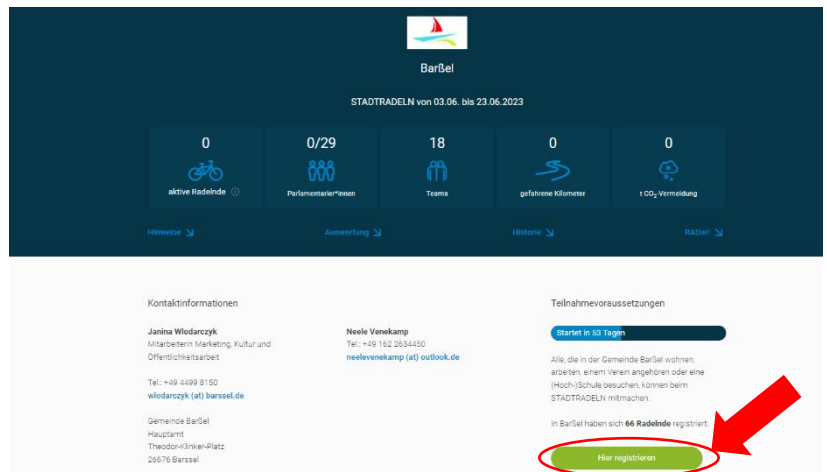 Barßel
STADTRADELN von 03.06. bis 23.06.2023
0
aktive Radelnde
0/29
Parlamentarier*innen
18
Teams
0
gefahrene Kilometer
0
t CO₂-Vermeidung
Hinweise
Auswertung
Historie
RADar!
Kontaktinformationen
Janina Wlodarczyk
Mitarbeiterin Marketing, Kultur und
Öffentlichkeitsarbeit
Tel.: +49 4499 8150
wlodarczyk (at) barssel.de
Gemeinde Barßel
Hauptamt
Theodor-Klinker-Platz
26676 Barssel
Neele Venekamp
Tel.: +49 162 2634450
neelevenekamp (at) outlook.de
Teilnahmevoraussetzungen
Startet in 53 Tagen
Alle, die in der Gemeinde Barßel wohnen,
arbeiten, einem Verein angehören oder eine
(Hoch-)Schule besuchen, können beim
STADTRADELN mitmachen.
In Barßel haben sich 66 Radelnde registriert.
Hier registrieren